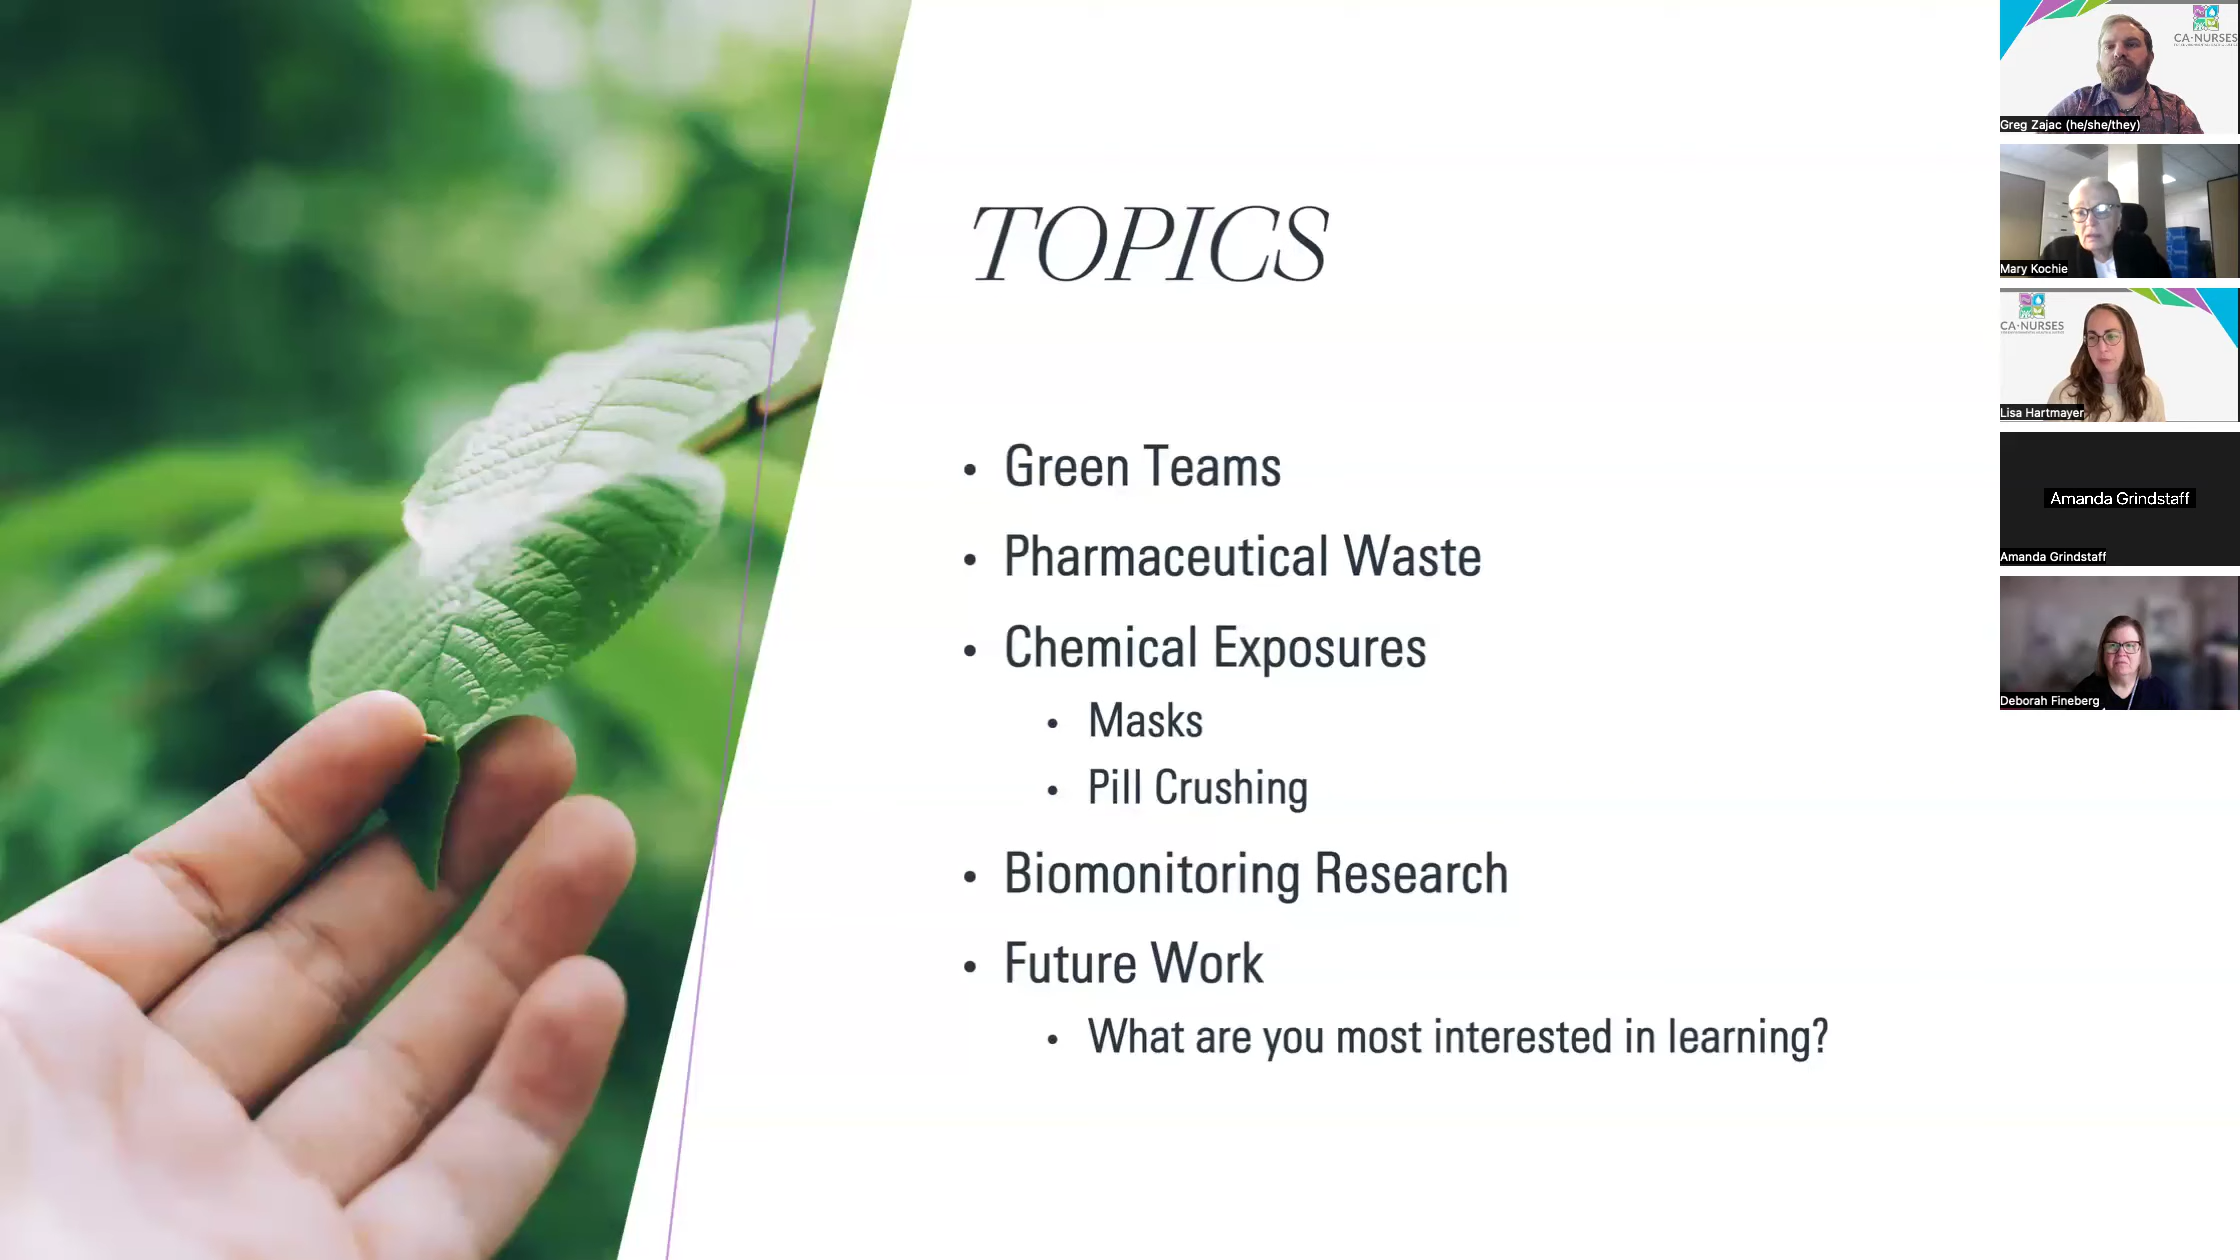 TOPICS
• Green Teams
• Pharmaceutical Waste
• Chemical Exposures
• Masks
• Pill Crushing
• Biomonitoring Research
• Future Work
• What are you most interested in learning?
CA·NURSES
Greg Zajac (he/she/they)
Mary Kochie
CA·NURSES
Lisa Hartmayer
Amanda Grindstaff
Amanda Grindstaff
Deborah Fineberg